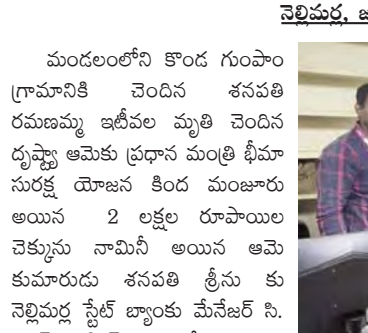 నెల్లిమర్ల,
మండలంలోని కొండ గుంపాం
గ్రామానికి చెందిన శనపతి
రమణమ్మ ఇటీవల మృతి చెందిన
దృష్ట్యా ఆమెకు ప్రధాన మంత్రి భీమా
సురక్ష యోజన కింద మంజూరు
అయిన 2 లక్షల రూపాయిల
చెక్కును నామినీ అయిన ఆమె
కుమారుడు శనపతి శ్రీను కు
నెల్లిమర్ల స్టేట్ బ్యాంకు మేనేజర్ సి.